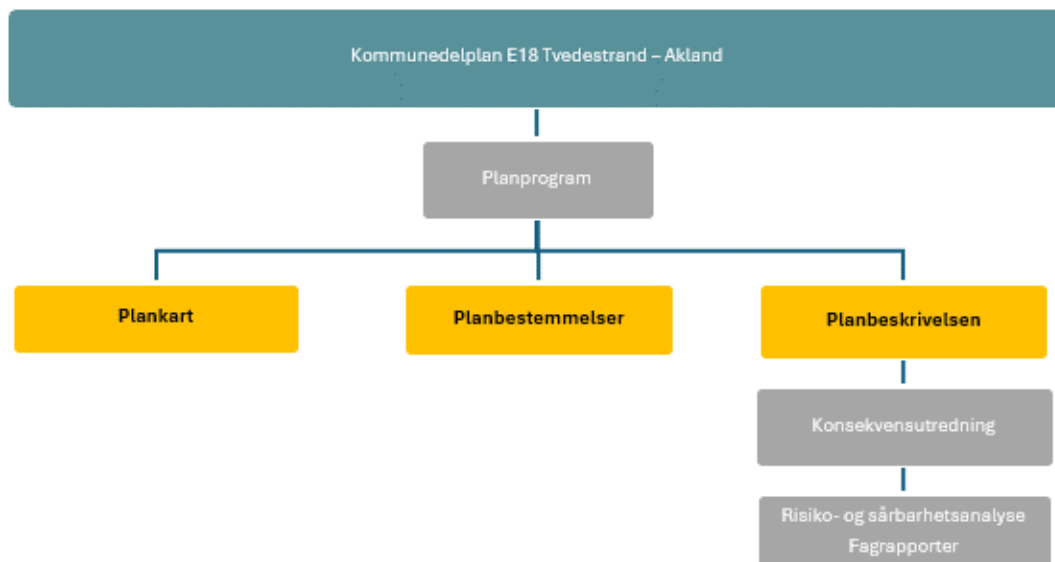 Kommunedelplan E18 Tvedestrand – Akland
Planprogram
Plankart
Planbestemmelser
Planbeskrivelsen
Konsekvensutredning
Risiko- og sårbarhetsanalyse
Fagrapporter